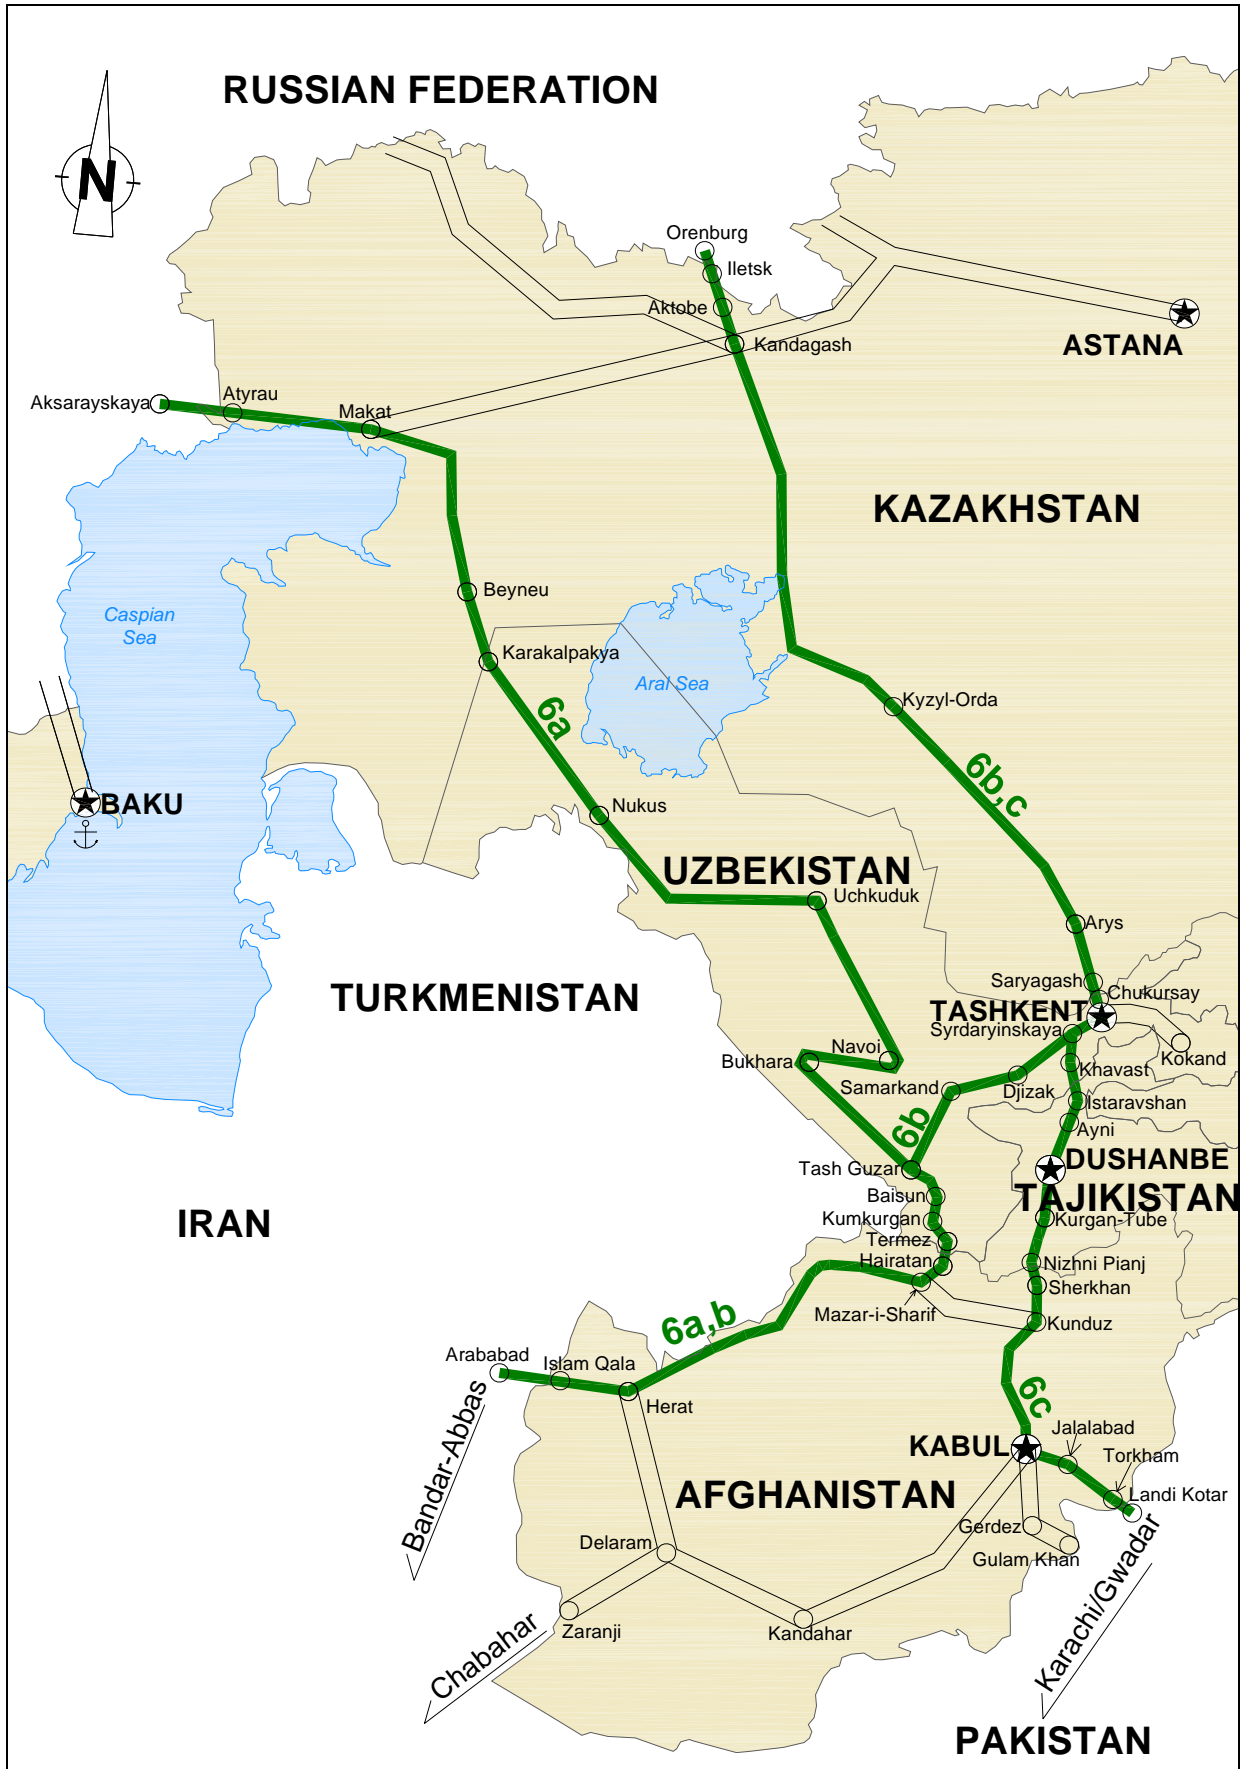 RUSSIAN FEDERATION
N
Orenburg
Iletsk
Aktobe
Kandagash
ASTANA
Aksarayskaya
Atyrau
Makat
KAZAKHSTAN
Beyneu
Caspian
Sea
Karakalpakya
Aral Sea
Kyzyl-Orda
6a
6b,c
BAKU
Nukus
UZBEKISTAN
Uchkuduk
Arys
Saryagash
Chukursay
TURKMENISTAN
TASHKENT
Syrdaryinskaya
Navoi
Bukhara
Kokand
Khavast
Samarkand
Djizak
Istaravshan
Ayni
6b
Tash Guzar
DUSHANBE
TAJIKISTAN
Baisun
Kumkurgan
Kurgan-Tube
IRAN
Termez
Hairatan
Nizhni Pianj
Sherkhan
Mazar-i-Sharif
Kunduz
6a,b
Arababad
Islam Qala
Herat
6c
Jalalabad
KABUL
Torkham
Landi Kotar
AFGHANISTAN
Bandar-Abbas
Gerdez
Delaram
Gulam Khan
Zaranji
Kandahar
Chabahar
Karachi/Gwadar
PAKISTAN